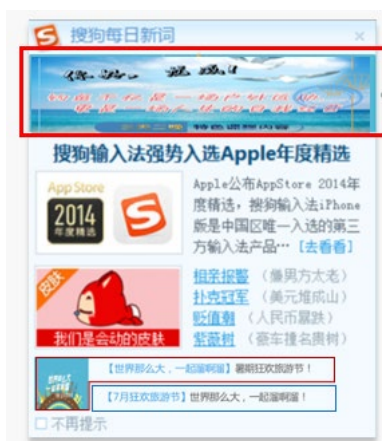 搜狗每日新词
搜狗输入法强势入选Apple年度精选
App Store
2014
年度精选
Apple公布AppStore 2014年
度精选，搜狗输入法iPhone
版是中国区唯一入选的第三
方输入法产品… [去看看]
皮肤
我们是会动的皮肤
相亲报警 （嫌男方太老）
扑克冠军 （美元堆成山）
贬值潮 （人民币暴跌）
紫薇树 （豪车撞名贵树）
【世界那么大，一起溜啊溜】暑期狂欢旅游节！
【7月狂欢旅游节】世界那么大，一起溜啊溜！
不再提示